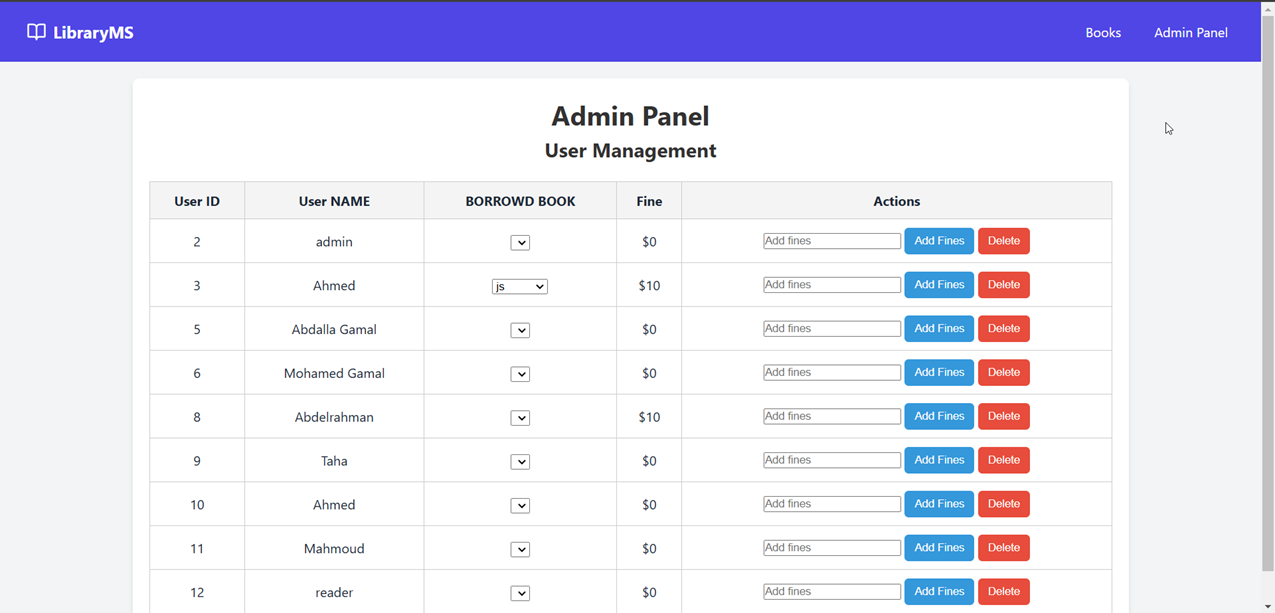 LibraryMS
Books Admin Panel
Admin Panel
User Management
User ID User NAME BORROWD BOOK Fine Actions
2 admin $0 Add fines Add Fines Delete
3 Ahmed js $10 Add fines Add Fines Delete
5 Abdalla Gamal $0 Add fines Add Fines Delete
6 Mohamed Gamal $0 Add fines Add Fines Delete
8 Abdelrahman $10 Add fines Add Fines Delete
9 Taha $0 Add fines Add Fines Delete
10 Ahmed $0 Add fines Add Fines Delete
11 Mahmoud $0 Add fines Add Fines Delete
12 reader $0 Add fines Add Fines Delete